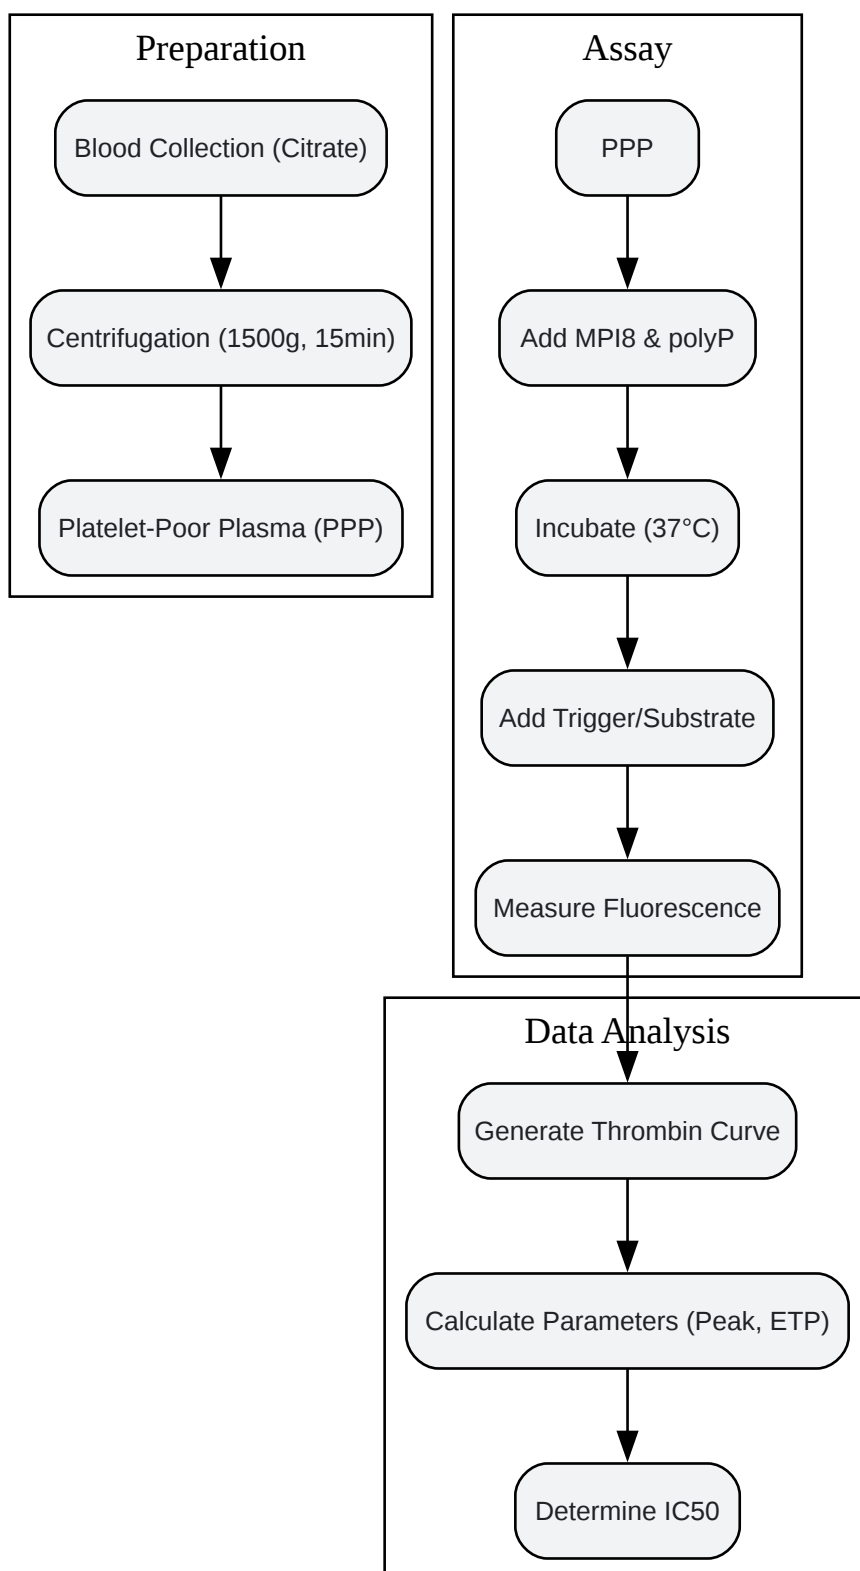 Preparation
Blood Collection (Citrate)
Centrifugation (1500g, 15min)
Platelet-Poor Plasma (PPP)
Assay
PPP
Add MPI8 & polyP
Incubate (37°C)
Add Trigger/Substrate
Measure Fluorescence
Data Analysis
Generate Thrombin Curve
Calculate Parameters (Peak, ETP)
Determine IC50